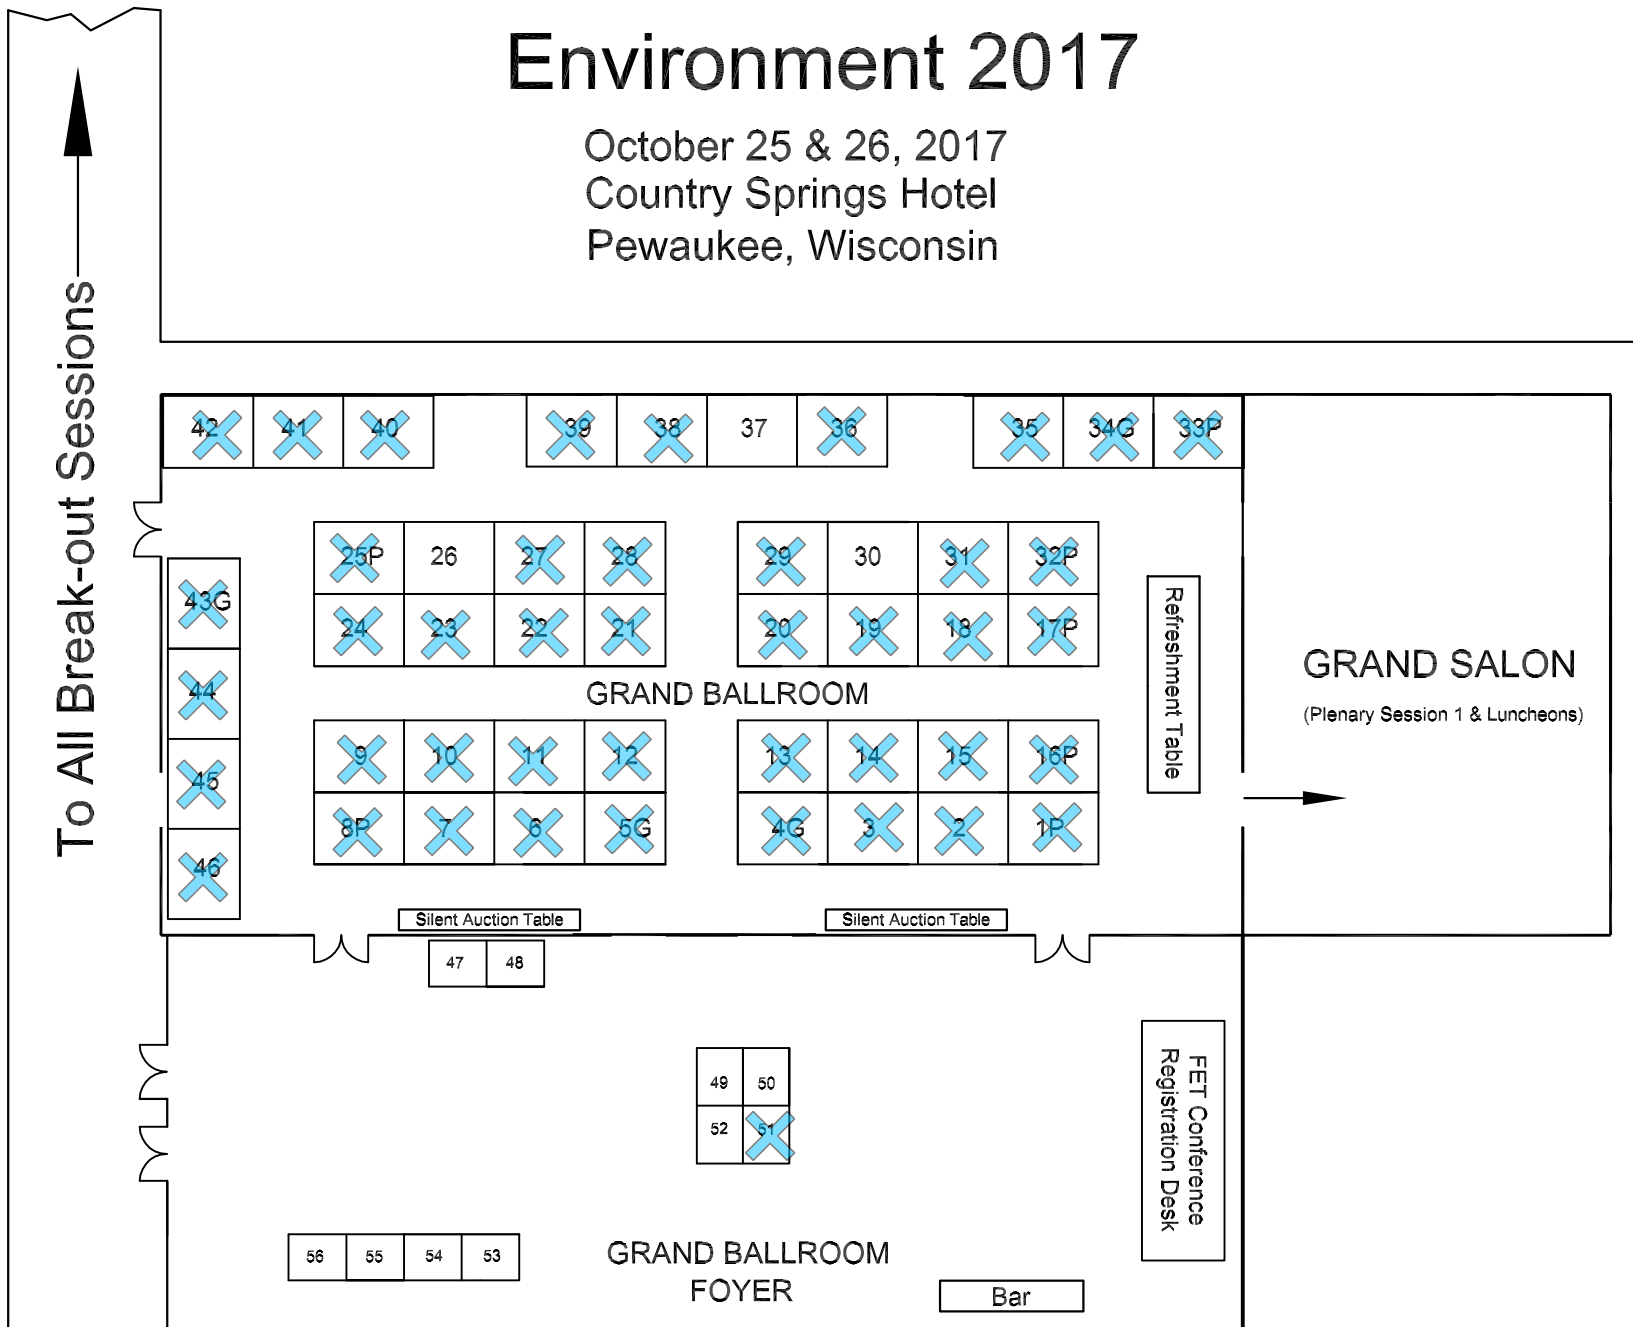 Environment 2017
October 25 & 26, 2017
Country Springs Hotel
Pewaukee, Wisconsin
To All Break-out Sessions
42 41 40 39 38 37 36 35 34G 33P
25P 26 27 28 29 30 31 32P
43G
24 23 22 21 20 19 18 17P
Refreshment Table
GRAND SALON
(Plenary Session 1 & Luncheons)
44
GRAND BALLROOM
9 10 11 12 13 14 15 16P
45
8P 7 6 5G 4G 3 2 1P
46
Silent Auction Table
Silent Auction Table
47 48
49 50
52 51
FET Conference
Registration Desk
56 55 54 53
GRAND BALLROOM
FOYER
Bar